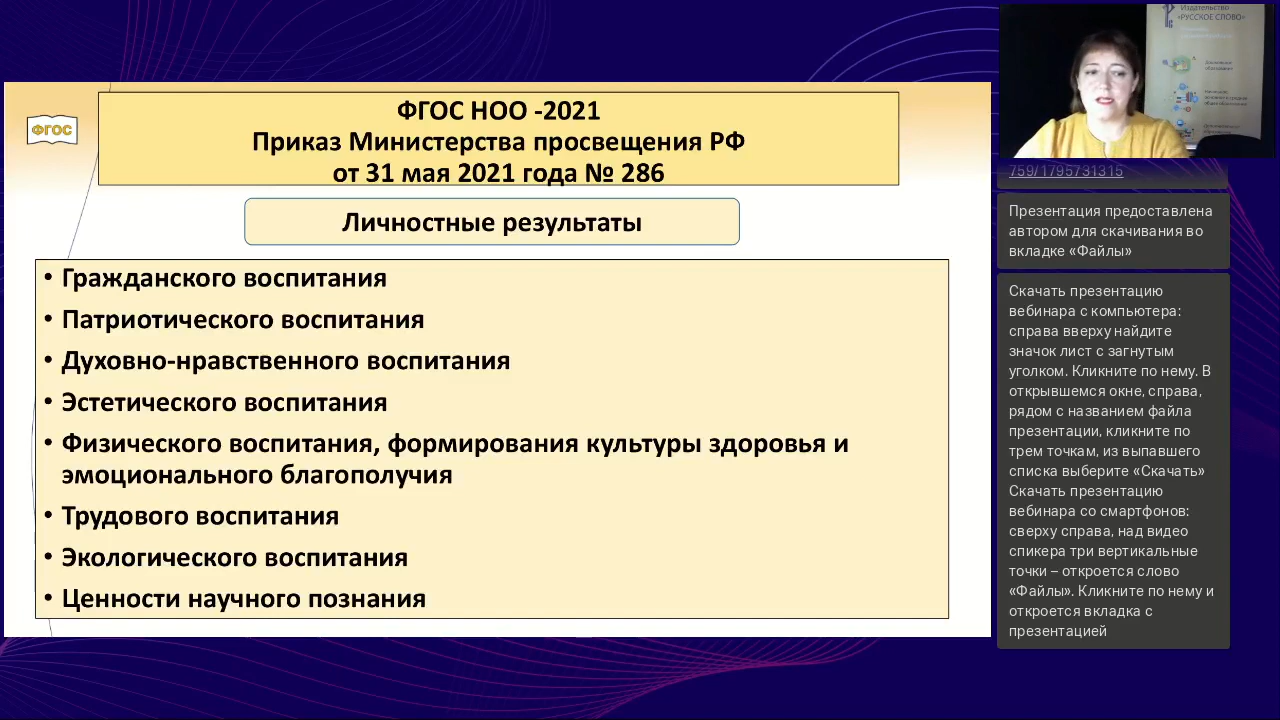 ФГОС
ФГОС НОО -2021
Приказ Министерства просвещения РФ
от 31 мая 2021 года № 286
Личностные результаты
• Гражданского воспитания
• Патриотического воспитания
• Духовно-нравственного воспитания
• Эстетического воспитания
• Физического воспитания, формирования культуры здоровья и
эмоционального благополучия
• Трудового воспитания
• Экологического воспитания
• Ценности научного познания
Издательство
«РУССКОЕ СЛОВО»
759/1795731315
Презентация предоставлена
автором для скачивания во
вкладке «Файлы»
Скачать презентацию
вебинара с компьютера:
справа вверху найдите
значок лист с загнутым
уголком. Кликните по нему. В
открывшемся окне, справа,
рядом с названием файла
презентации, кликните по
трем точкам, из выпавшего
списка выберите «Скачать»
Скачать презентацию
вебинара со смартфонов:
сверху справа, над видео
спикера три вертикальные
точки – откроется слово
«Файлы». Кликните по нему и
откроется вкладка с
презентацией